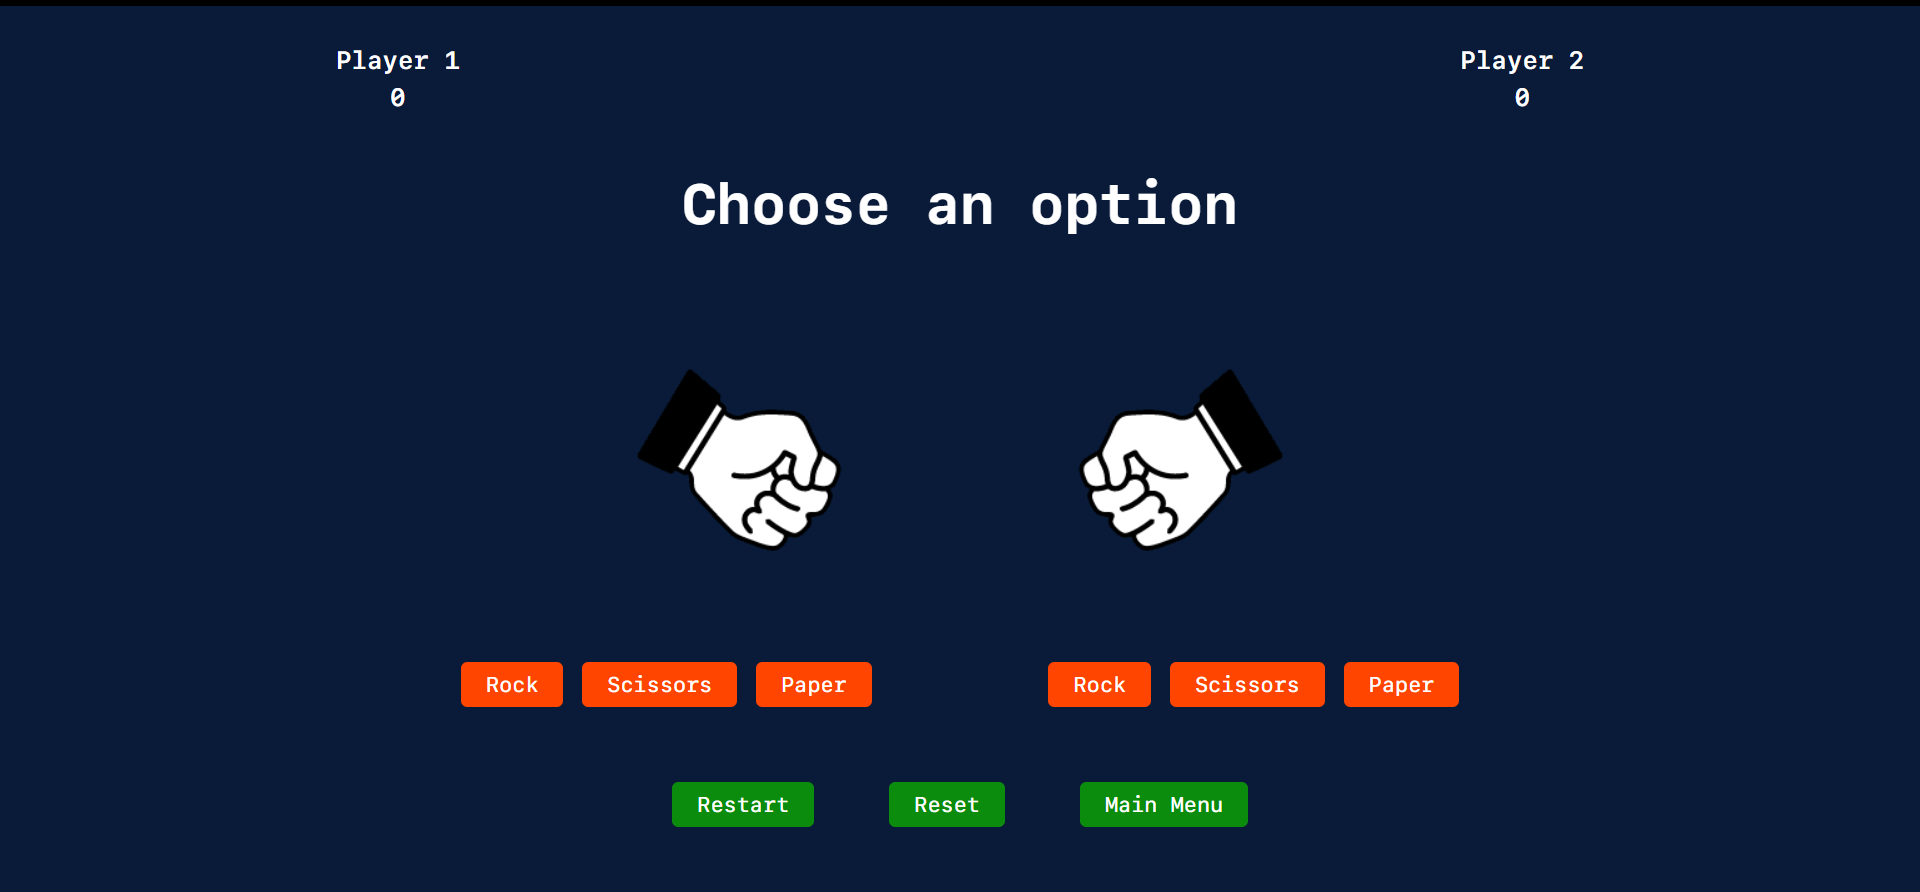 Player 1
0
Player 2
0
Choose an option
Rock
Scissors
Paper
Rock
Scissors
Paper
Restart
Reset
Main Menu